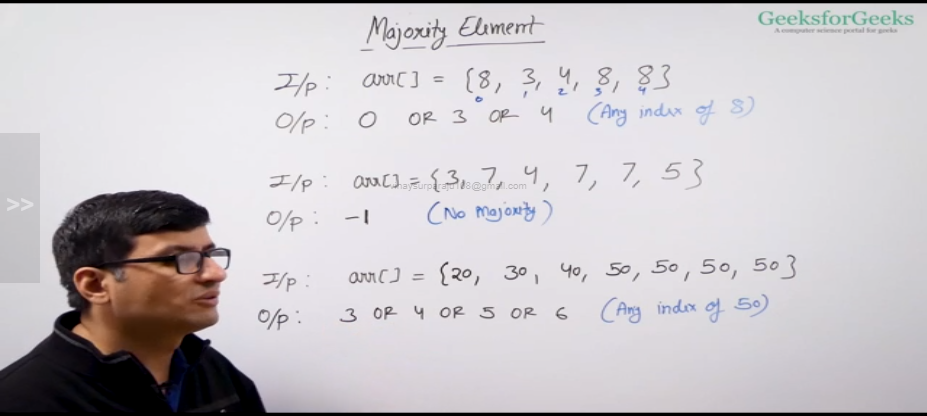 GeeksforGeeks
A computer science portal for geeks
Majority Element
I/p : arr[] = {8, 3, 4, 8, 8}
0 1 2 3 4
O/p : 0 OR 3 OR 4 (Any index of 8)
I/p : arr[] = {3, 7, 4, 7, 7, 5}
O/p : -1 (No Majority)
>>
I/p : arr[] = {20, 30, 40, 50, 50, 50, 50}
O/p : 3 OR 4 OR 5 OR 6 (Any index of 50)